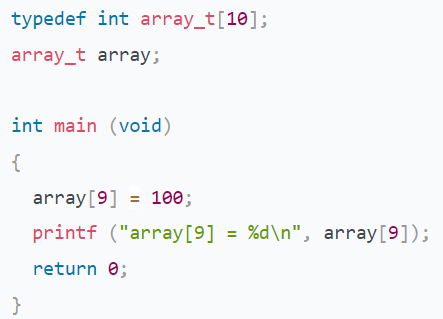 typedef int array_t[10];
array_t array;
int main (void)
{
array[9] = 100;
printf ("array[9] = %d\n", array[9]);
return 0;
}